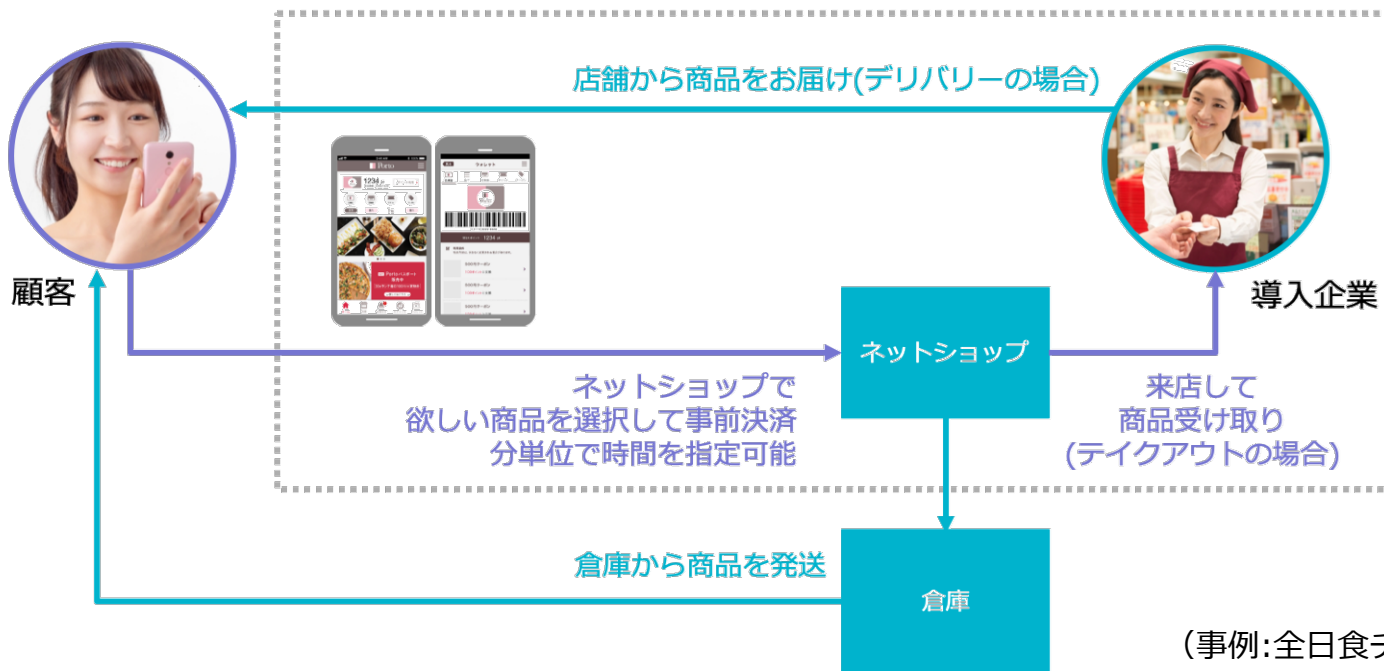 店舗から商品をお届け(デリバリーの場合)
1234
1234
顧客
導入企業
ネットショップ
ネットショップで
欲しい商品を選択して事前決済
分単位で時間を指定可能
来店して
商品受け取り
(テイクアウトの場合)
倉庫から商品を発送
倉庫
(事例:全日食チ